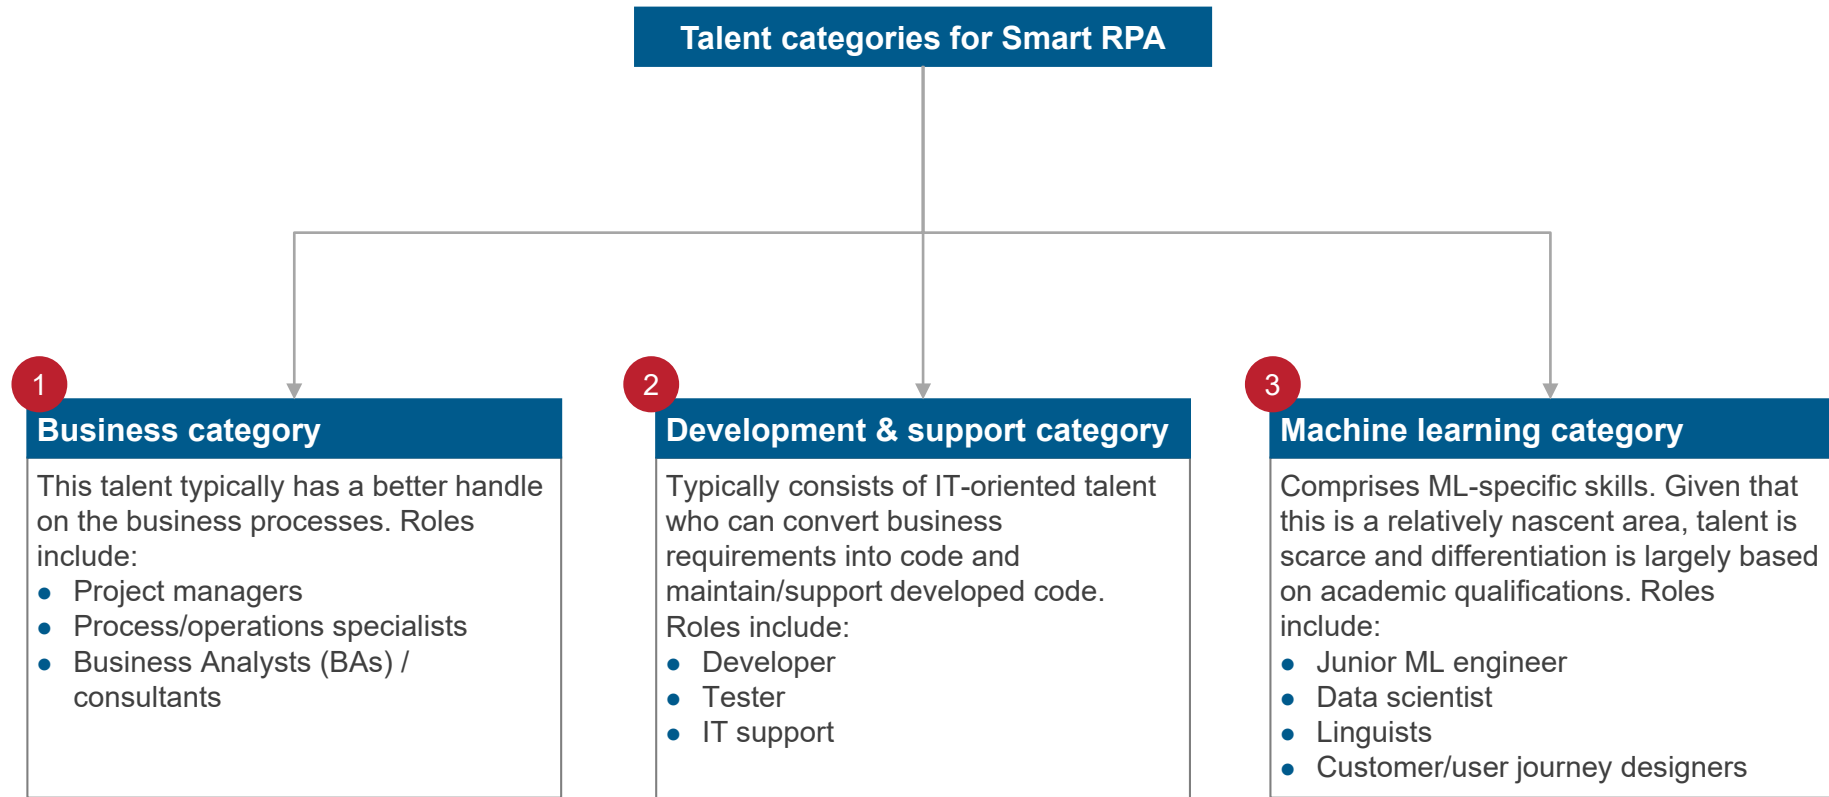 Talent categories for Smart RPA
1
Business category
This talent typically has a better handle
on the business processes. Roles
include:
● Project managers
● Process/operations specialists
● Business Analysts (BAs) /
consultants
2
Development & support category
Typically consists of IT-oriented talent
who can convert business
requirements into code and
maintain/support developed code.
Roles include:
● Developer
● Tester
● IT support
3
Machine learning category
Comprises ML-specific skills. Given that
this is a relatively nascent area, talent is
scarce and differentiation is largely based
on academic qualifications. Roles
include:
● Junior ML engineer
● Data scientist
● Linguists
● Customer/user journey designers